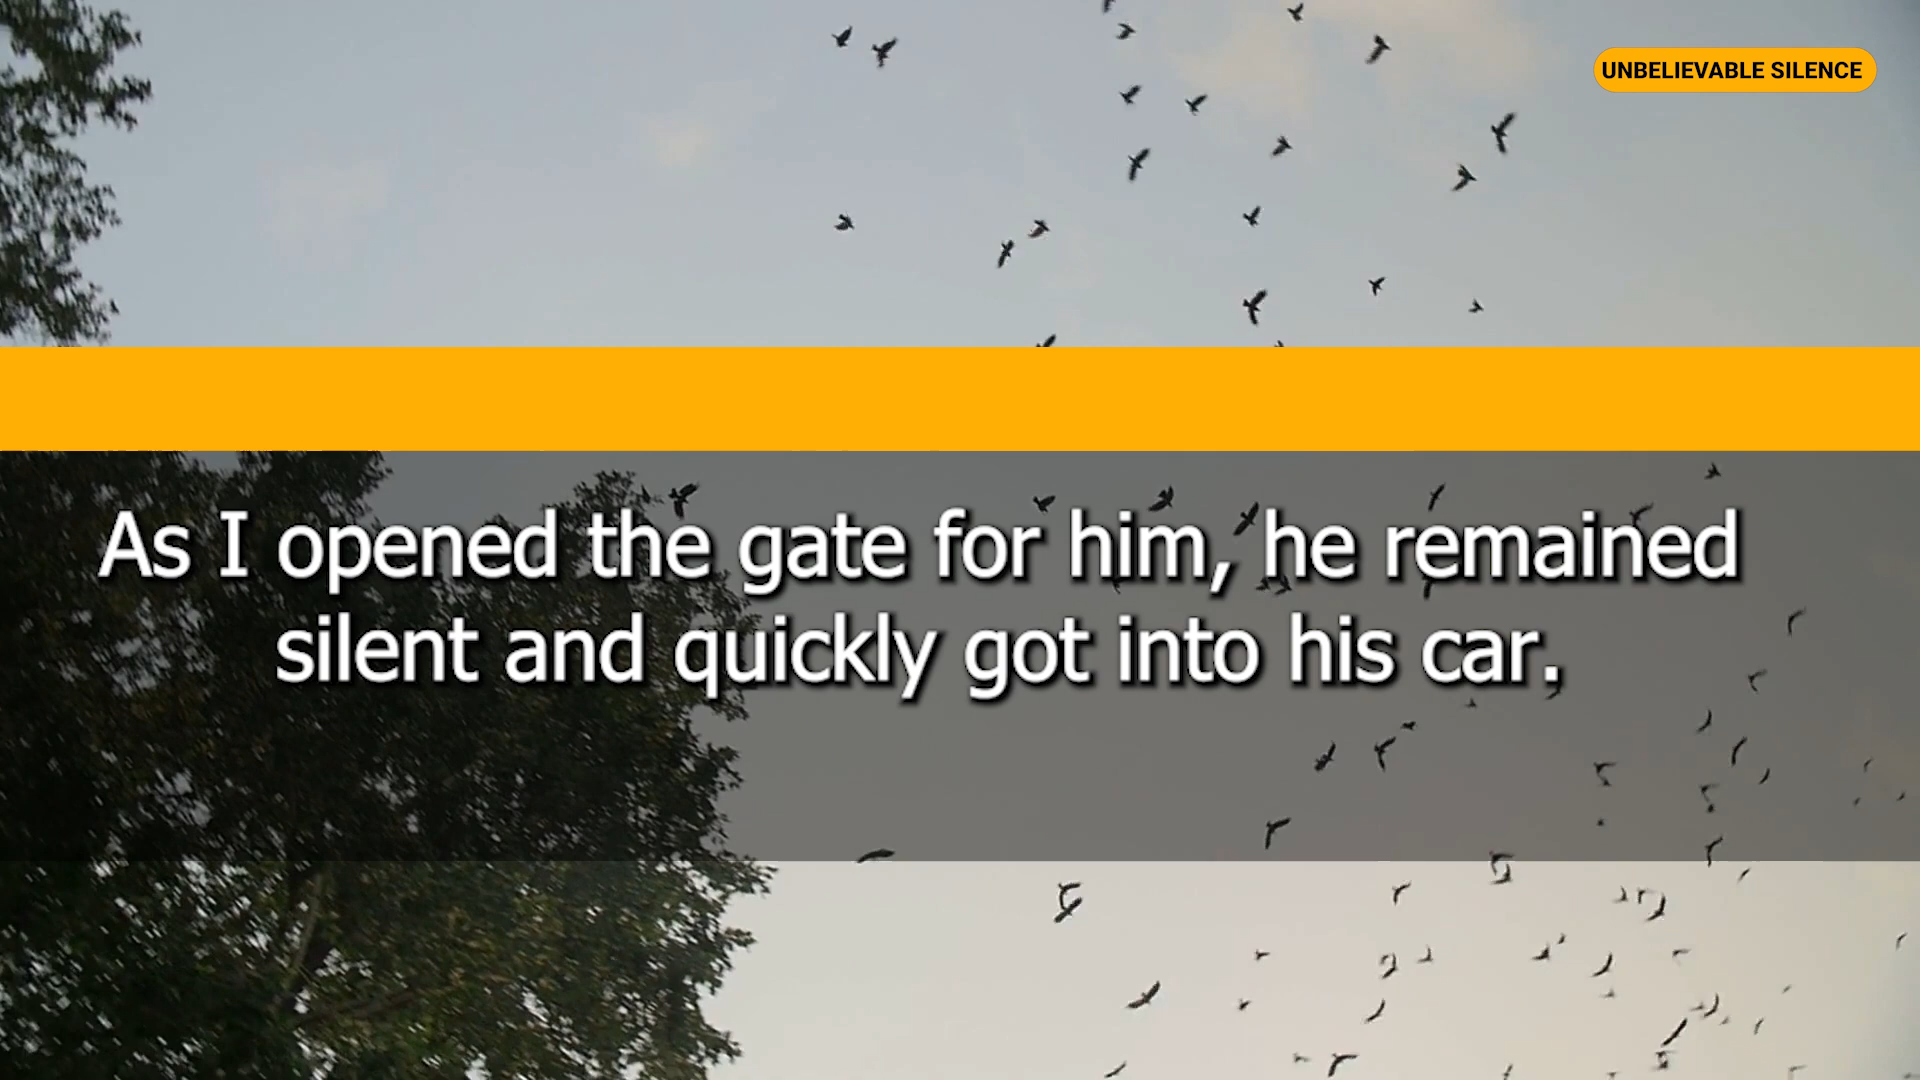 UNBELIEVABLE SILENCE
As I opened the gate for him, he remained
silent and quickly got into his car.